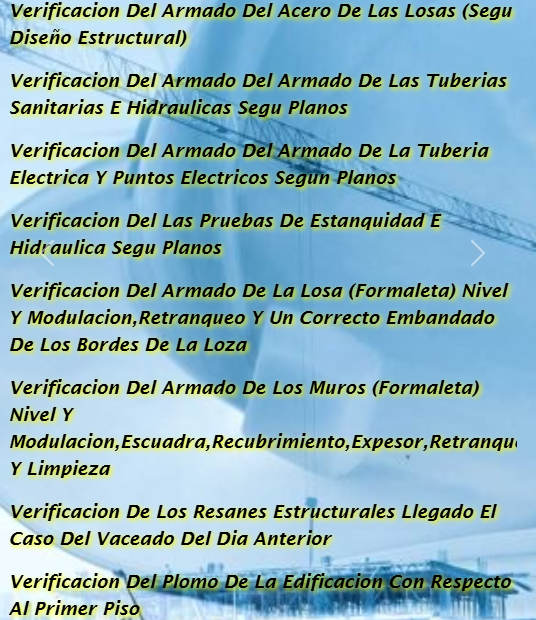 Verificacion Del Armado Del Acero De Las Losas (Segu
Diseño Estructural)
Verificacion Del Armado Del Armado De Las Tuberias
Sanitarias E Hidraulicas Segu Planos
Verificacion Del Armado Del Armado De La Tuberia
Electrica Y Puntos Electricos Segun Planos
Verificacion Del Las Pruebas De Estanquidad E
Hidraulica Segu Planos
Verificacion Del Armado De La Losa (Formaleta) Nivel
Y Modulacion,Retranqueo Y Un Correcto Embandado
De Los Bordes De La Loza
Verificacion Del Armado De Los Muros (Formaleta)
Nivel Y
Modulacion,Escuadra,Recubrimiento,Expesor,Retranqu
Y Limpieza
Verificacion De Los Resanes Estructurales Llegado El
Caso Del Vaceado Del Dia Anterior
Verificacion Del Plomo De La Edificacion Con Respecto
Al Primer Piso